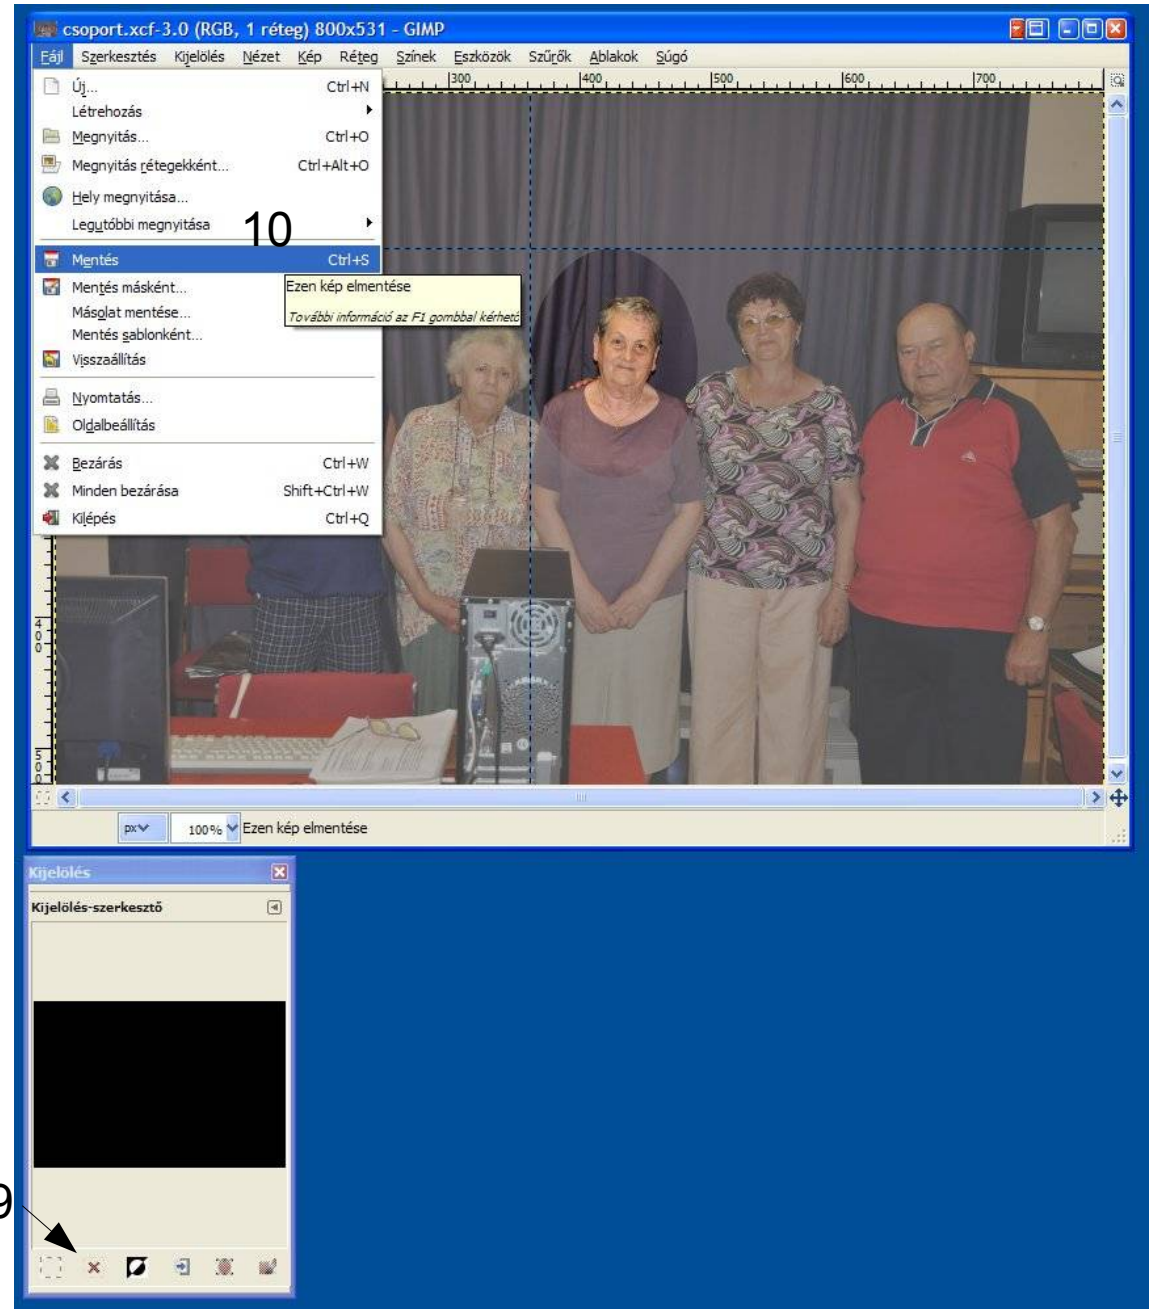 csoport.xcf-3.0 (RGB, 1 réteg) 800x531 - GIMP
Fájl Szerkesztés Kijelölés Nézet Kép Réteg Színek Eszközök Szűrők Ablakok Súgó
300 400 500 600 700
Új... Ctrl+N
Létrehozás
Megnyitás... Ctrl+O
Megnyitás rétegekként... Ctrl+Alt+O
Hely megnyitása...
Legutóbbi megnyitása
10
Mentés Ctrl+S
Mentés másként...
Ezen kép elmentése
Másolat mentése...
További információ az F1 gombbal kérhető
Mentés sablonként...
Visszaállítás
Nyomtatás...
Oldalbeállítás
Bezárás Ctrl+W
Minden bezárása Shift+Ctrl+W
Kilépés Ctrl+Q
400
500
px 100% Ezen kép elmentése
Kijelölés
Kijelölés-szerkesztő
9